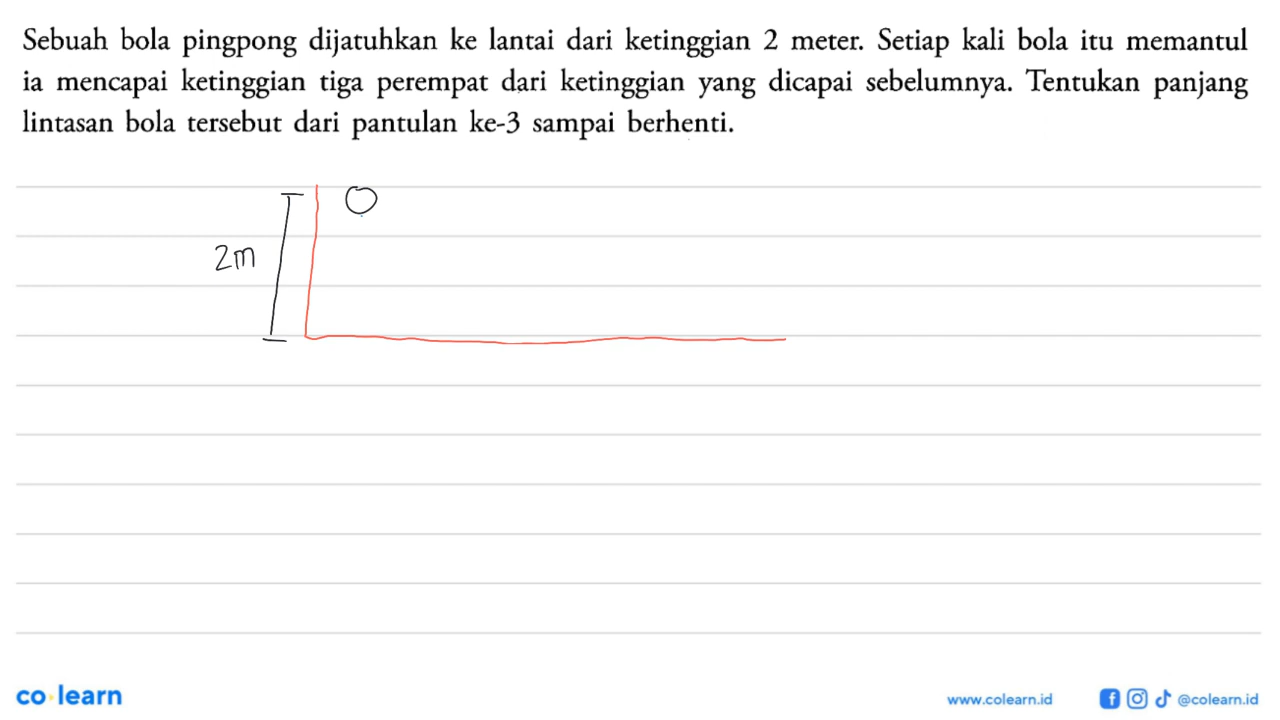 Sebuah bola pingpong dijatuhkan ke lantai dari ketinggian 2 meter. Setiap kali bola itu memantul
ia mencapai ketinggian tiga perempat dari ketinggian yang dicapai sebelumnya. Tentukan panjang
lintasan bola tersebut dari pantulan ke-3 sampai berhenti.
2m
co learn
www.colearn.id
@colearn.id